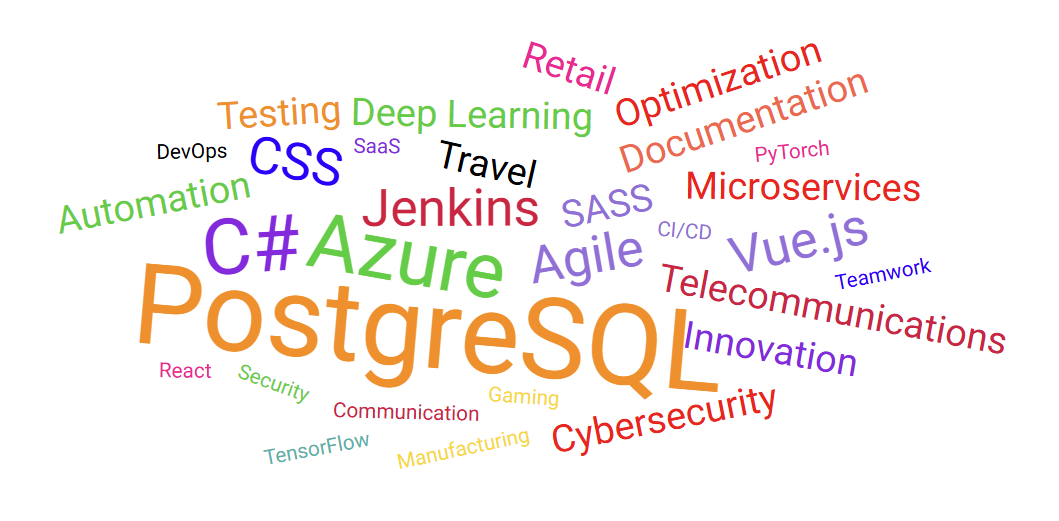 Retail
Optimization
Testing
Deep Learning
Documentation
DevOps
CSS
SaaS
Travel
PyTorch
Automation
Jenkins
SASS
Microservices
C#
Azure
Agile
CI/CD
Vue.js
Teamwork
PostgreSQL
Telecommunications
Innovation
React
Security
Communication
Gaming
Cybersecurity
TensorFlow
Manufacturing